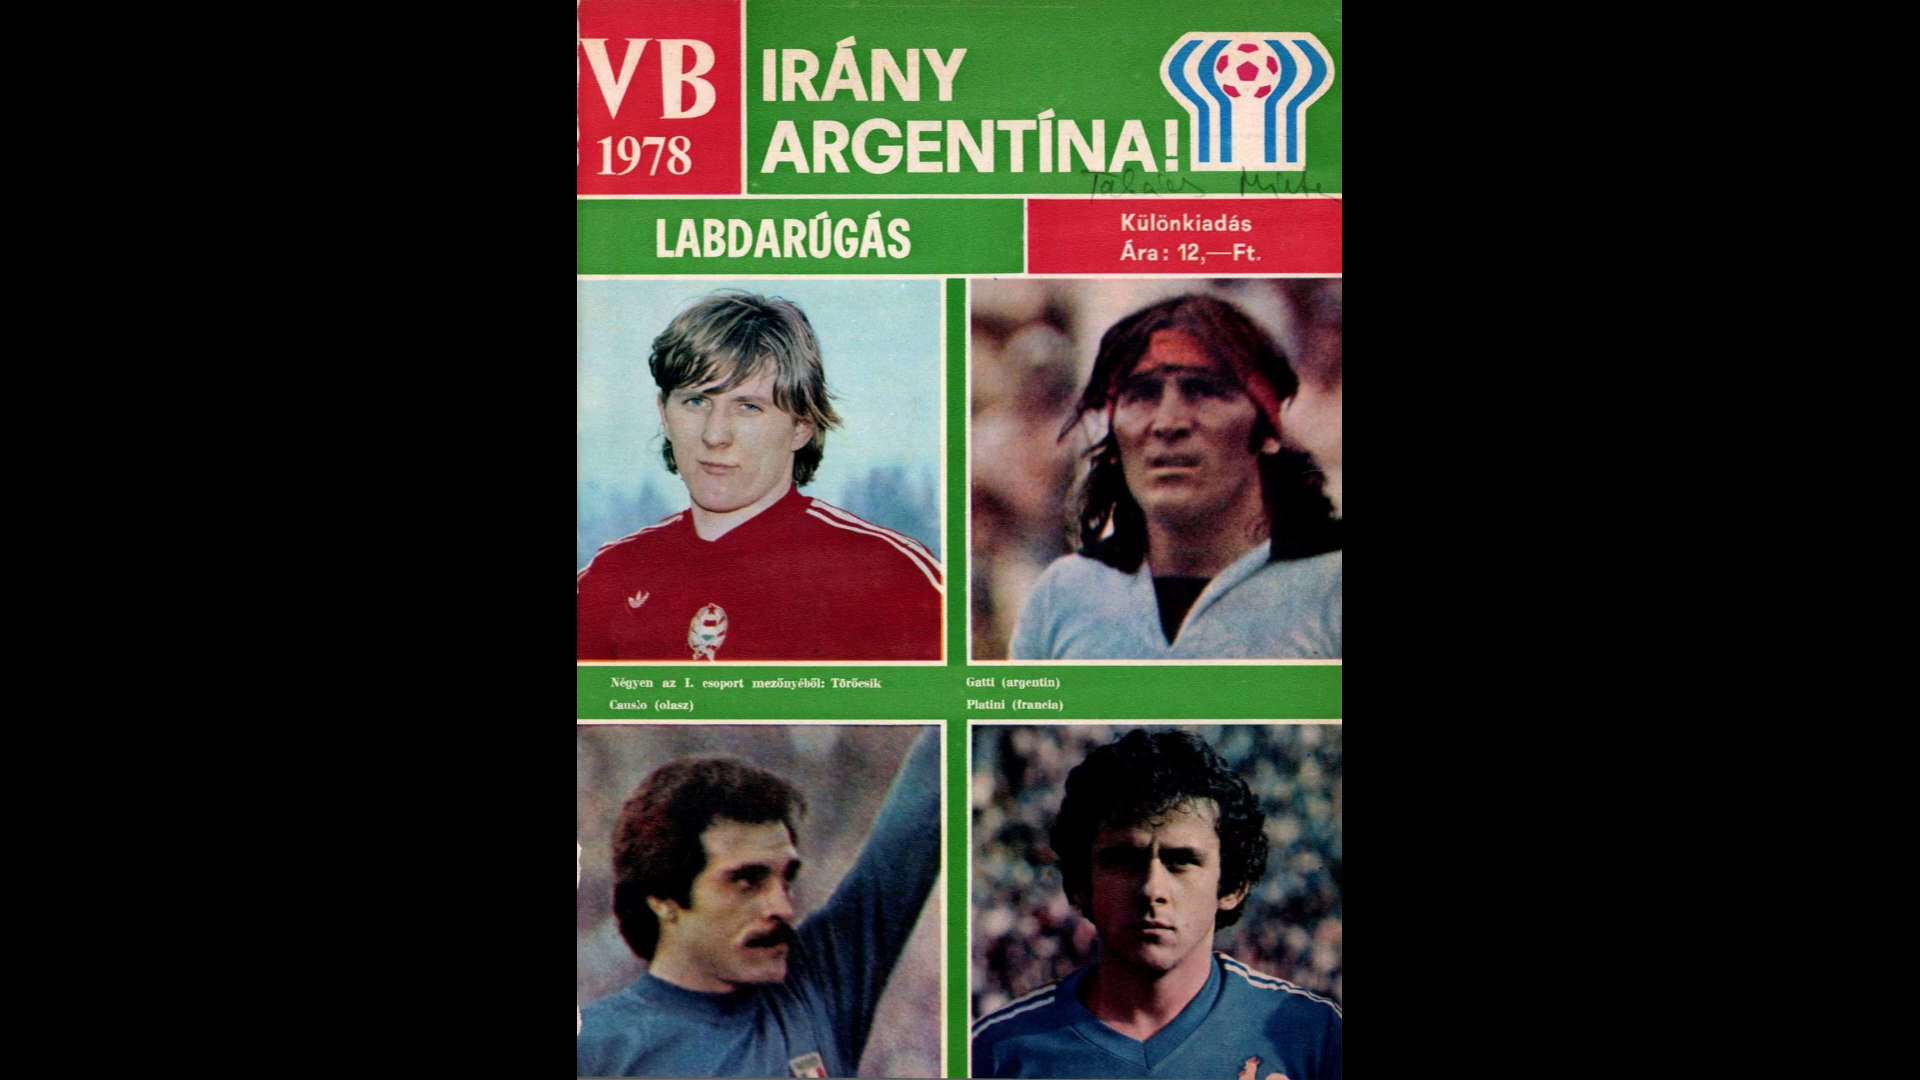 VB
1978
IRÁNY
ARGENTÍNA!
LABDARÚGÁS
Különkiadás
Ára: 12,—Ft.
Négyen az I. csoport mezőnyéből: Törőcsik
Causio (olasz)
Gatti (argentin)
Platini (francia)